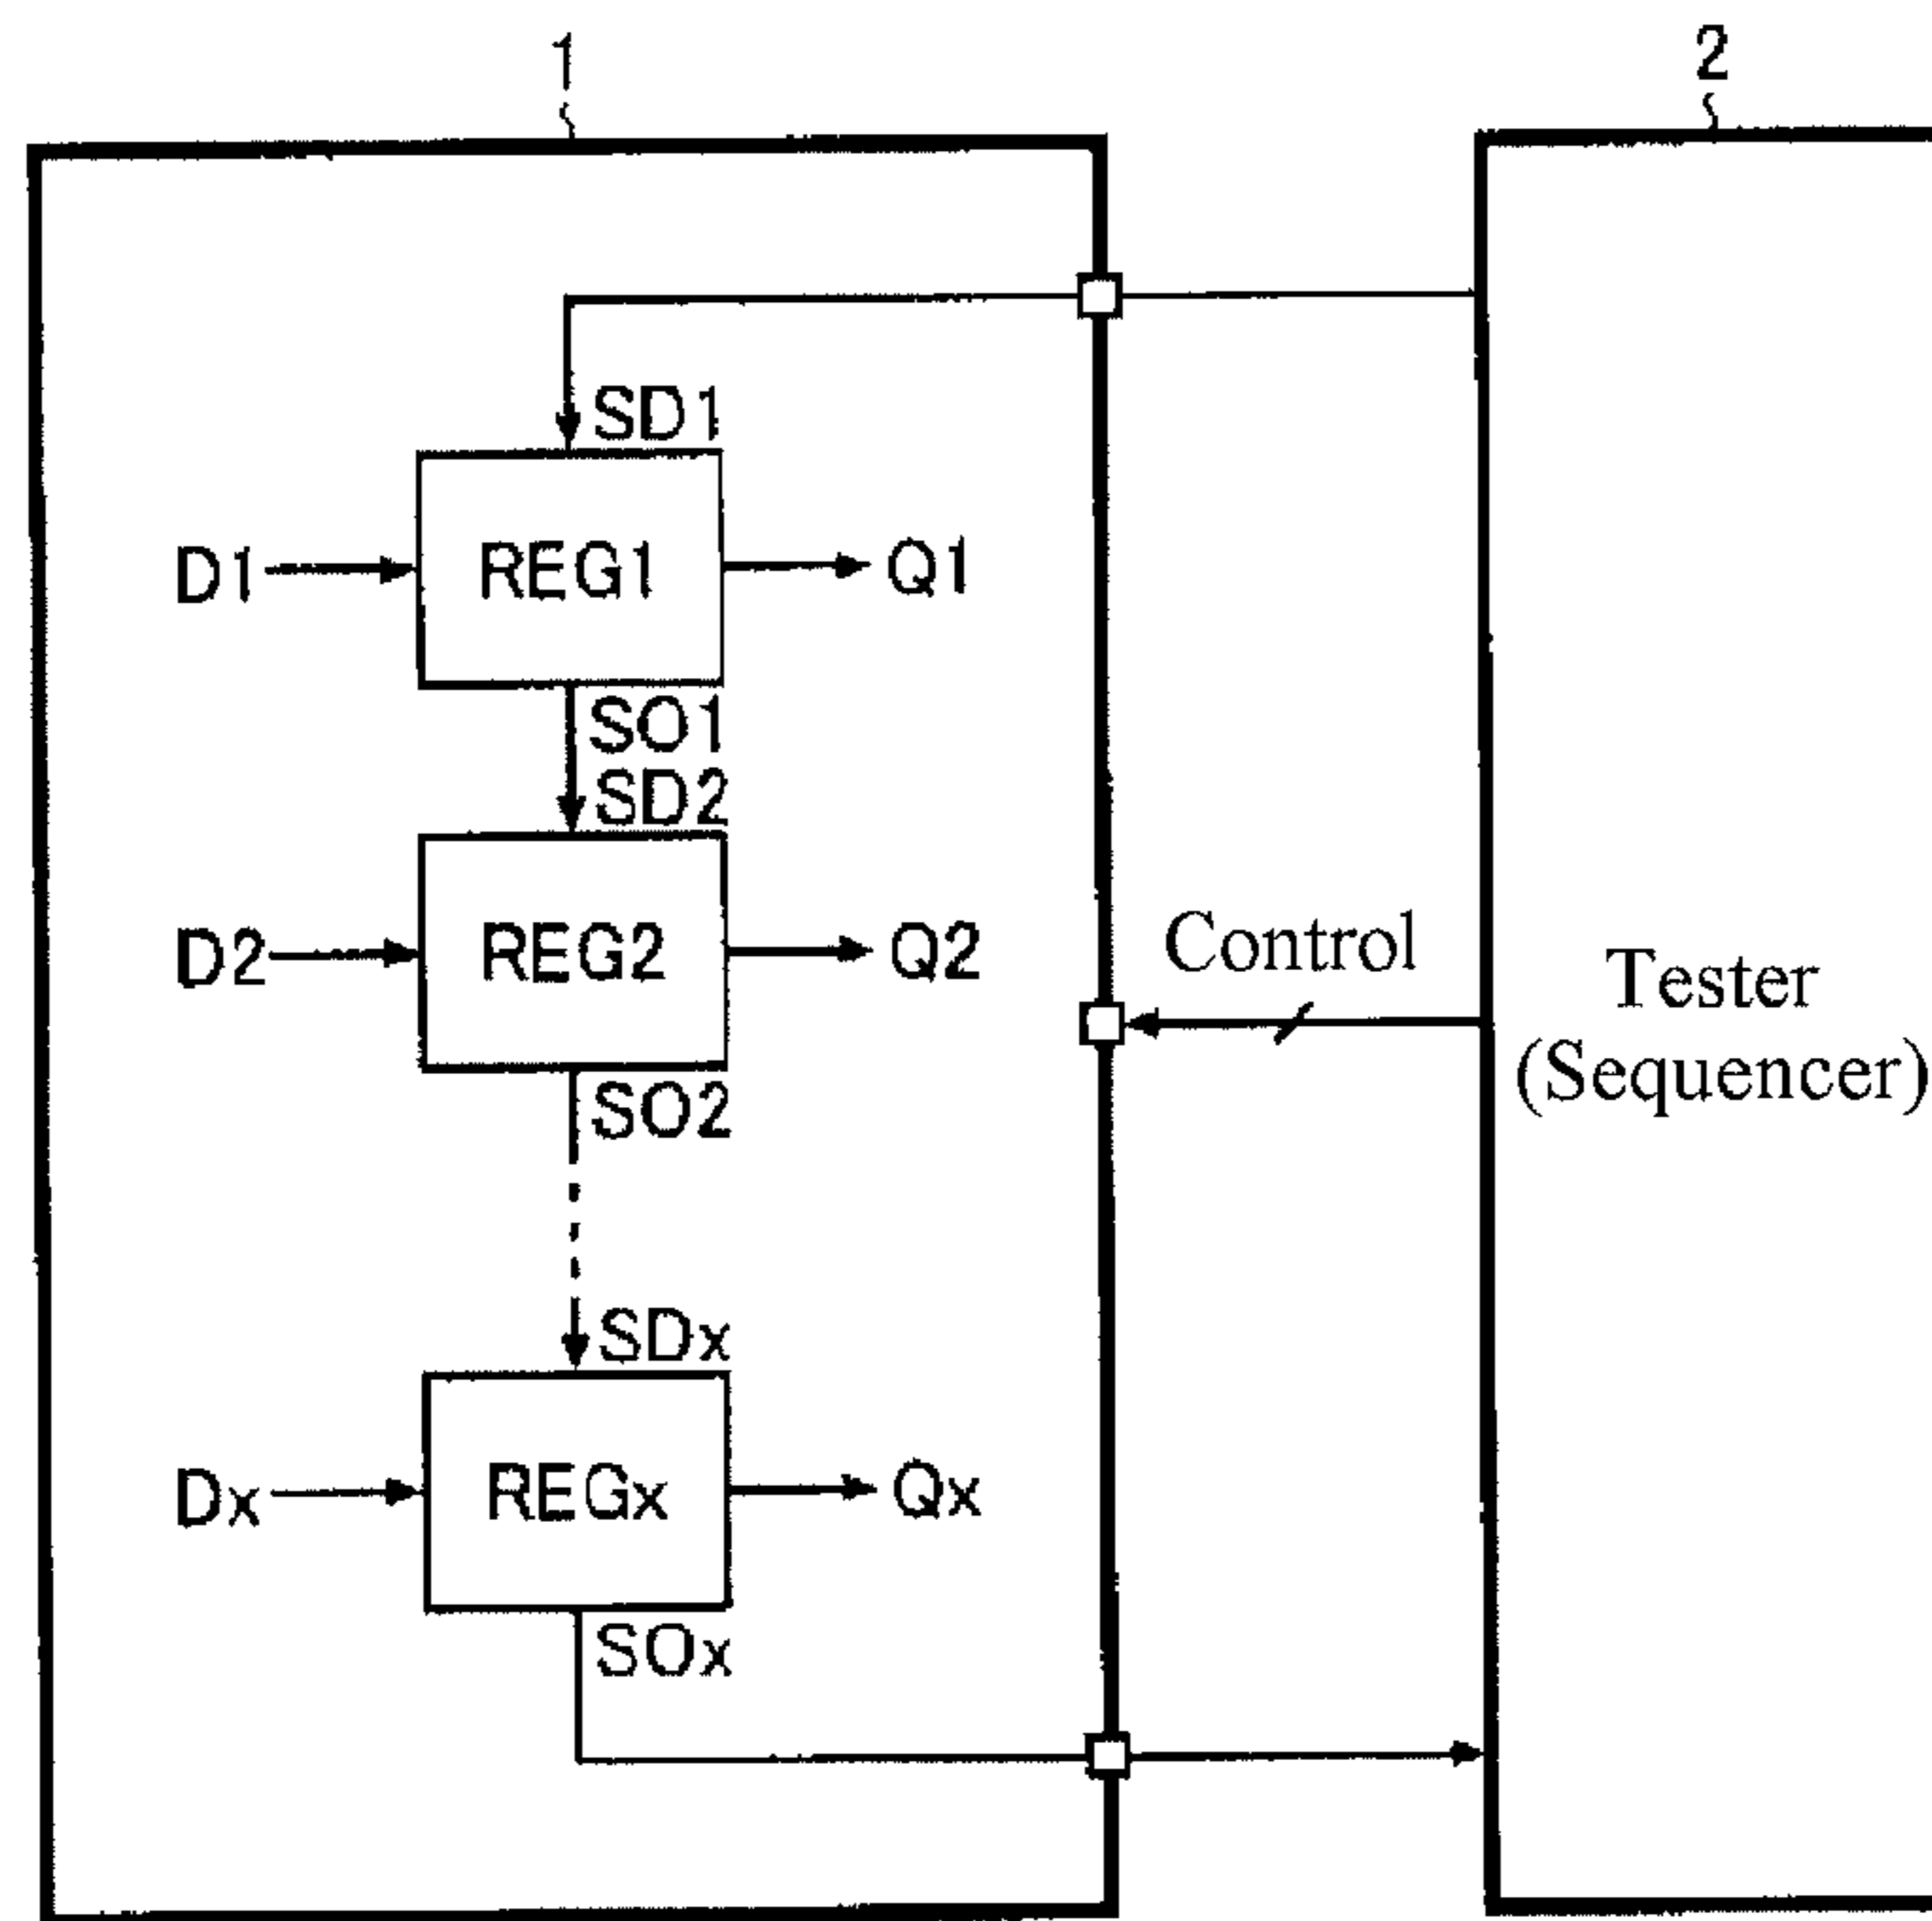 1
2
SD1
D1
REG1
Q1
SO1
SD2
D2
REG2
Q2
Control
Tester
(Sequencer)
SO2
SDx
Dx
REGx
Qx
SOx